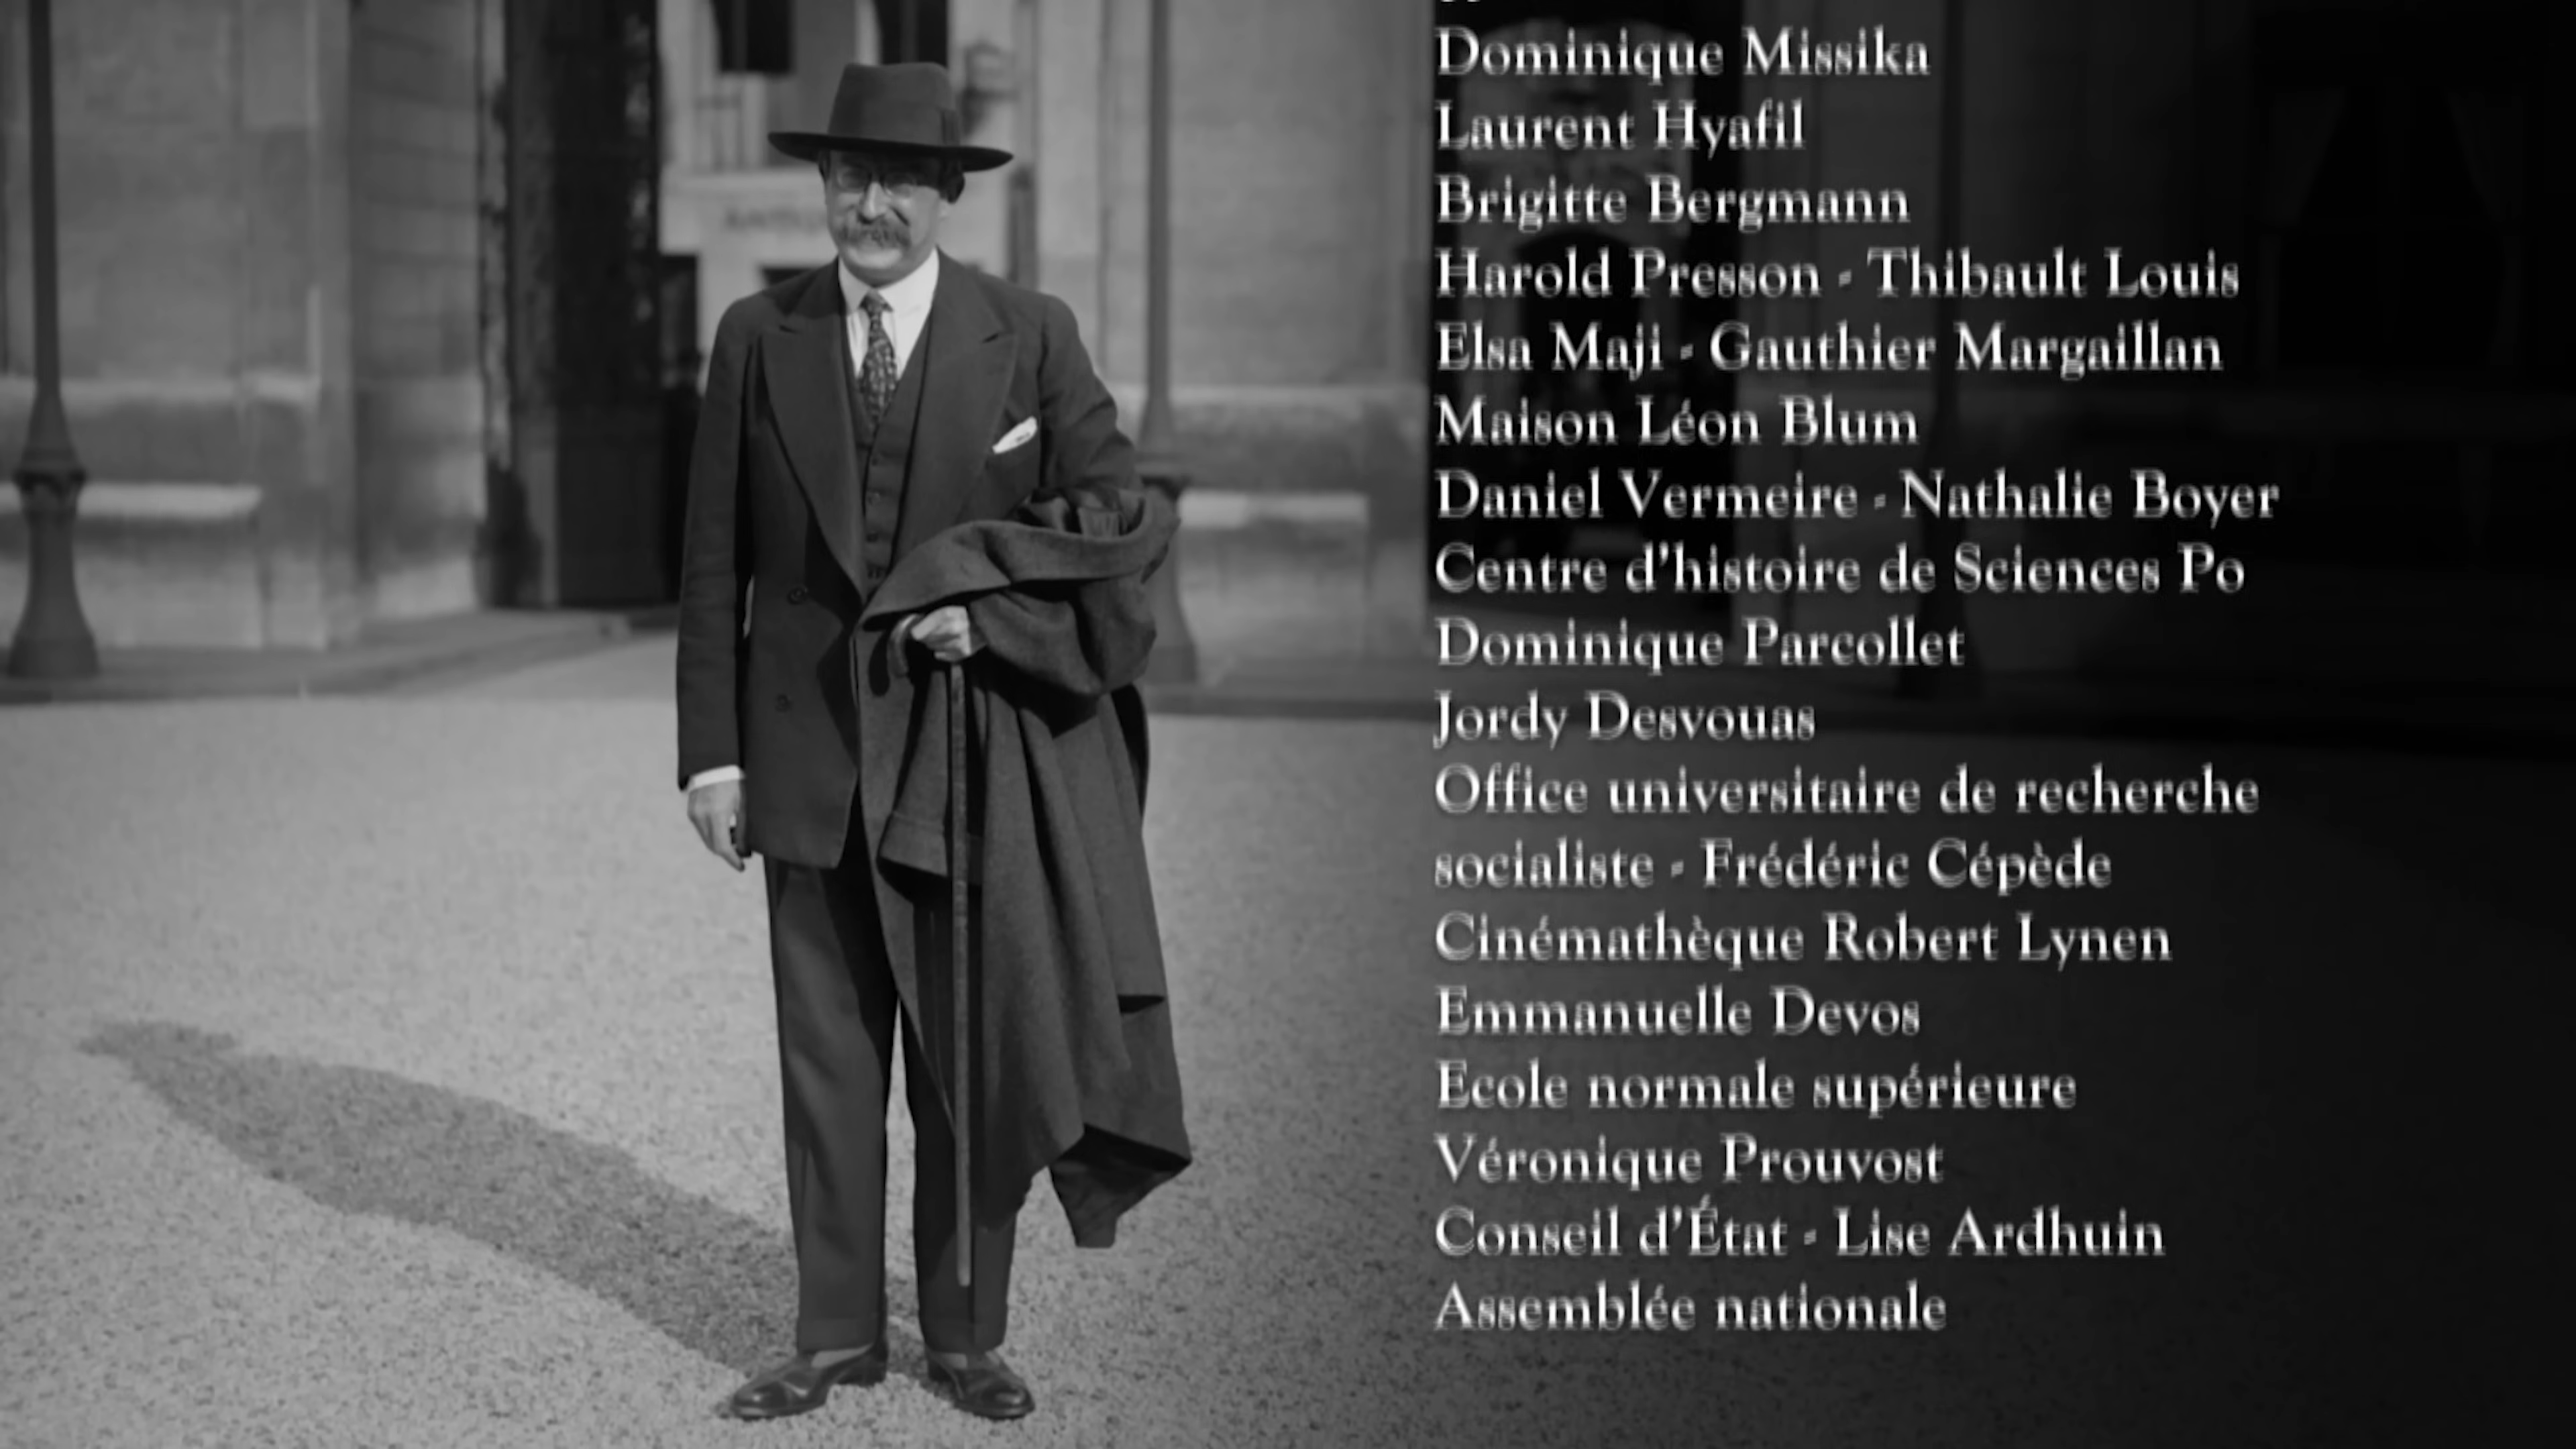 Dominique Missika
Laurent Hyafil
Brigitte Bergmann
Harold Presson - Thibault Louis
Elsa Maji - Gauthier Margaillan
Maison Léon Blum
Daniel Vermeire - Nathalie Boyer
Centre d'histoire de Sciences Po
Dominique Parcollet
Jordy Desvouas
Office universitaire de recherche
socialiste - Frédéric Cépède
Cinémathèque Robert Lynen
Emmanuelle Devos
Ecole normale supérieure
Véronique Prouvost
Conseil d'État - Lise Ardhuin
Assemblée nationale